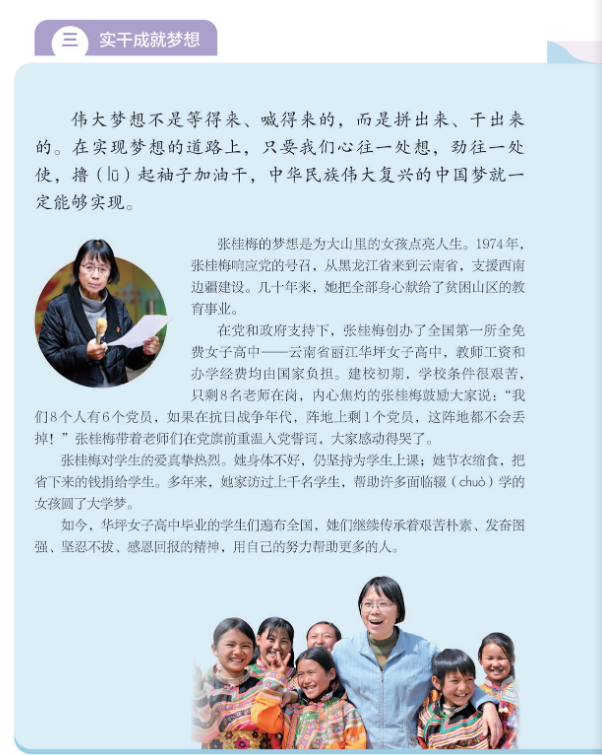 三 实干成就梦想
伟大梦想不是等得来、喊得来的，而是拼出来、干出来
的。在实现梦想的道路上，只要我们心往一处想，劲往一处
使，撸（lū）起袖子加油干，中华民族伟大复兴的中国梦就一
定能够实现。
张桂梅的梦想是为大山里的女孩点亮人生。1974年，
张桂梅响应党的号召，从黑龙江省来到云南省，支援西南
边疆建设。几十年来，她把全部身心献给了贫困山区的教
育事业。
在党和政府支持下，张桂梅创办了全国第一所全免
费女子高中——云南省丽江华坪女子高中，教师工资和
办学经费均由国家负担。建校初期，学校条件很艰苦，
只剩8名老师在岗，内心焦灼的张桂梅鼓励大家说：“我
们8个人有6个党员，如果在抗日战争年代，阵地上剩1个党员，这阵地都不会丢
掉！”张桂梅带着老师们在党旗前重温入党誓词，大家感动得哭了。
张桂梅对学生的爱真挚热烈。她身体不好，仍坚持为学生上课；她节衣缩食，把
省下来的钱捐给学生。多年来，她家访过上千名学生，帮助许多面临辍（chuò）学的
女孩圆了大学梦。
如今，华坪女子高中毕业的学生们遍布全国，她们继续传承着艰苦朴素、发奋图
强、坚忍不拔、感恩回报的精神，用自己的努力帮助更多的人。